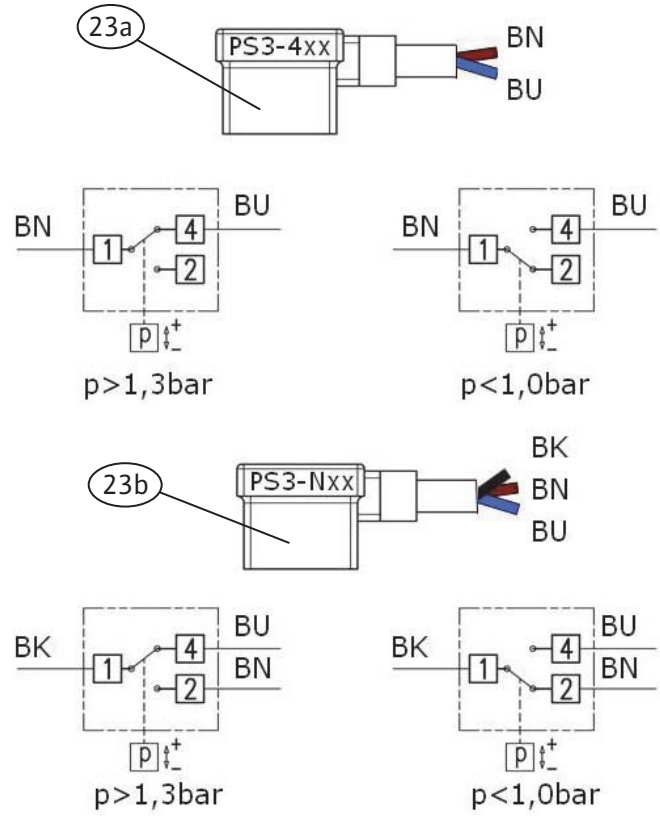 23a
PS3-4xx
BN
BU
BN
1
4
2
BU
p
+
-
p>1,3bar
BN
1
4
2
BU
p
+
-
p<1,0bar
23b
PS3-Nxx
BK
BN
BU
BK
1
4
2
BU
BN
p
+
-
p>1,3bar
BK
1
4
2
BU
BN
p
+
-
p<1,0bar